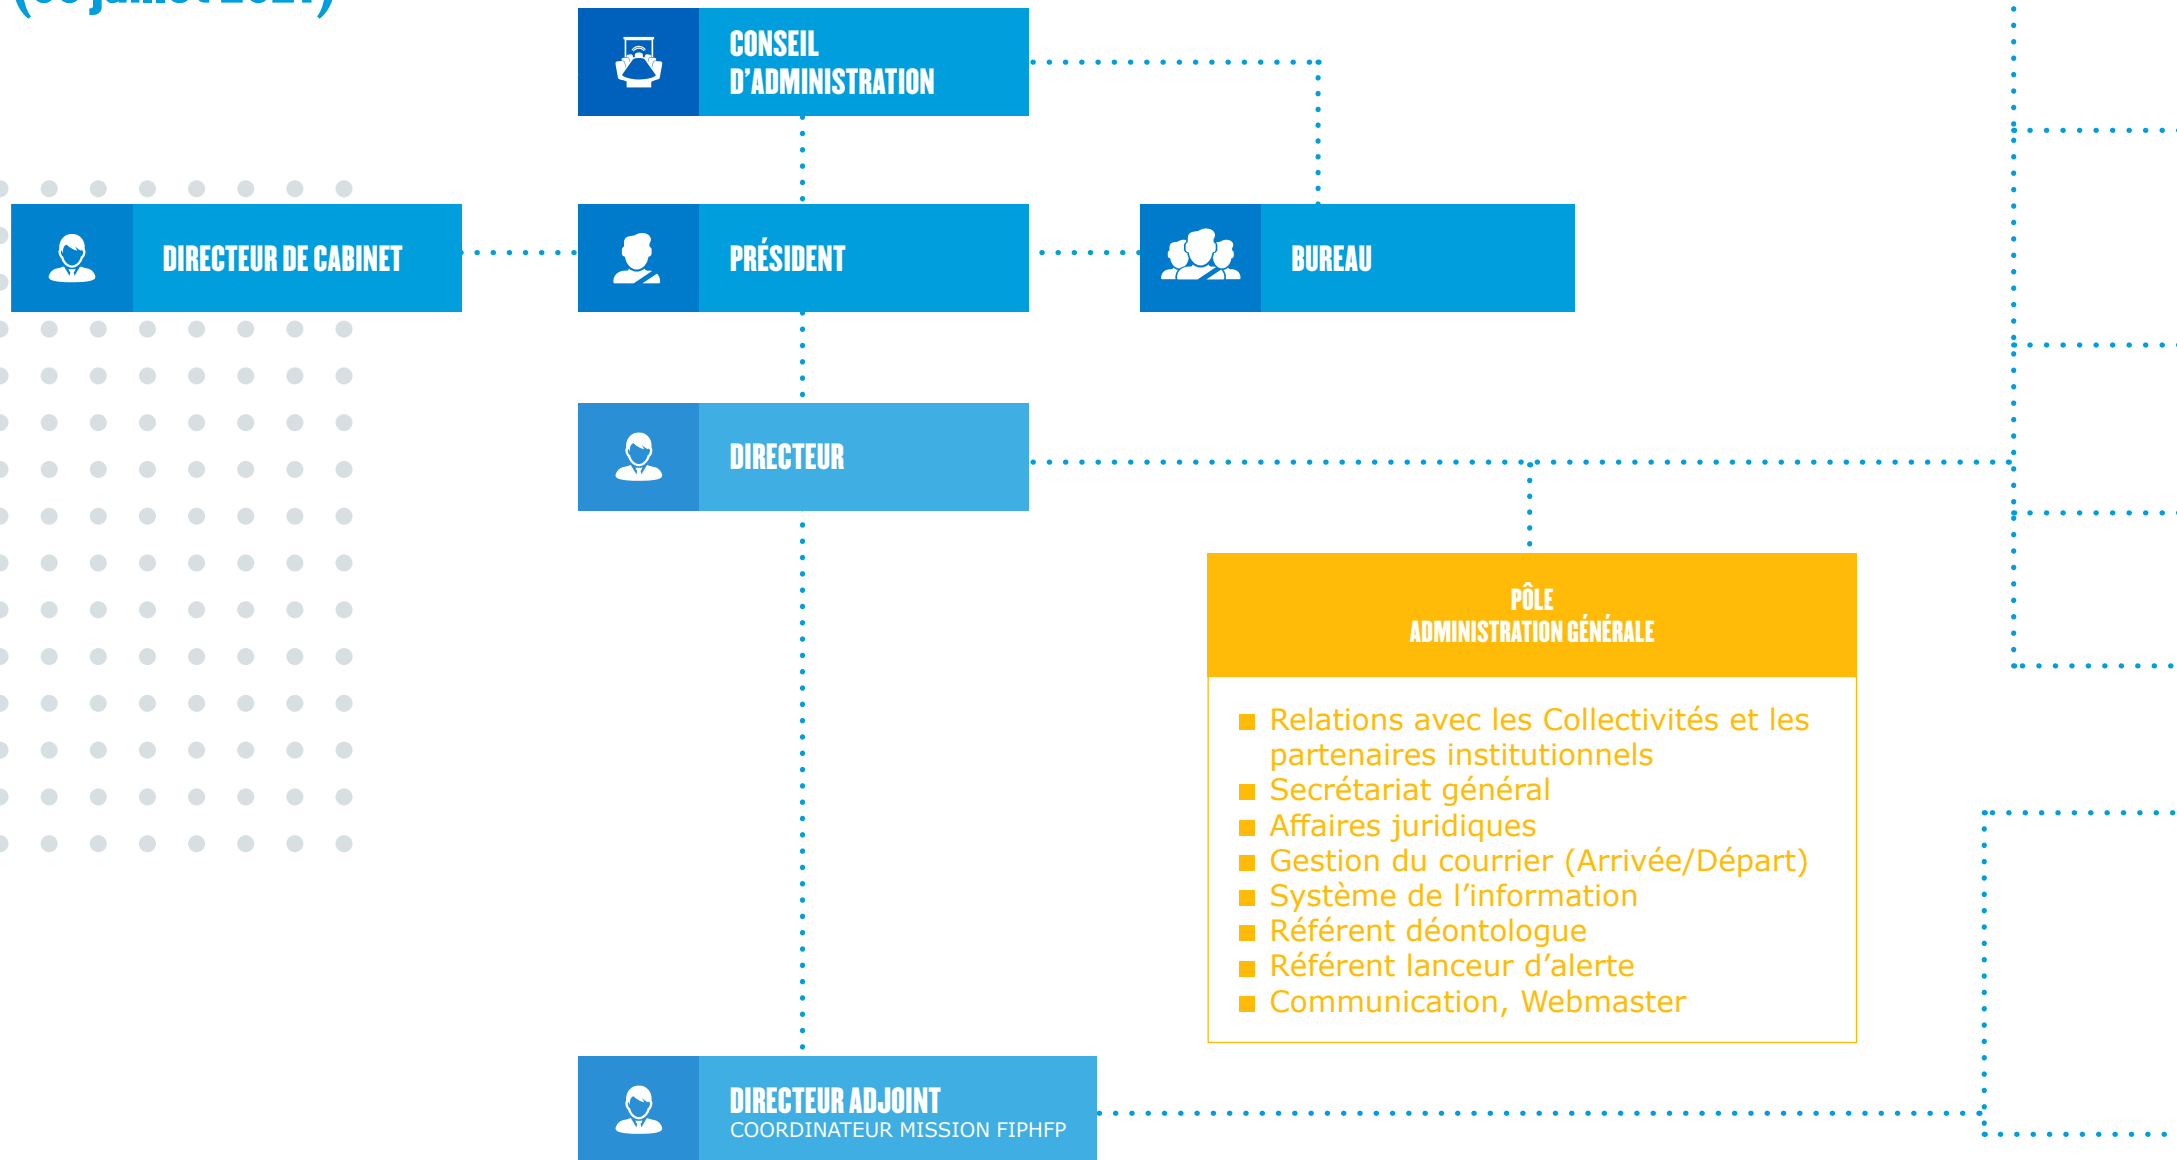 CONSEIL
D’ADMINISTRATION
DIRECTEUR DE CABINET
PRÉSIDENT
BUREAU
DIRECTEUR
PÔLE
ADMINISTRATION GÉNÉRALE
Relations avec les Collectivités et les
partenaires institutionnels
Secrétariat général
Affaires juridiques
Gestion du courrier (Arrivée/Départ)
Système de l’information
Référent déontologue
Référent lanceur d’alerte
Communication, Webmaster
DIRECTEUR ADJOINT
COORDINATEUR MISSION FIPHFP